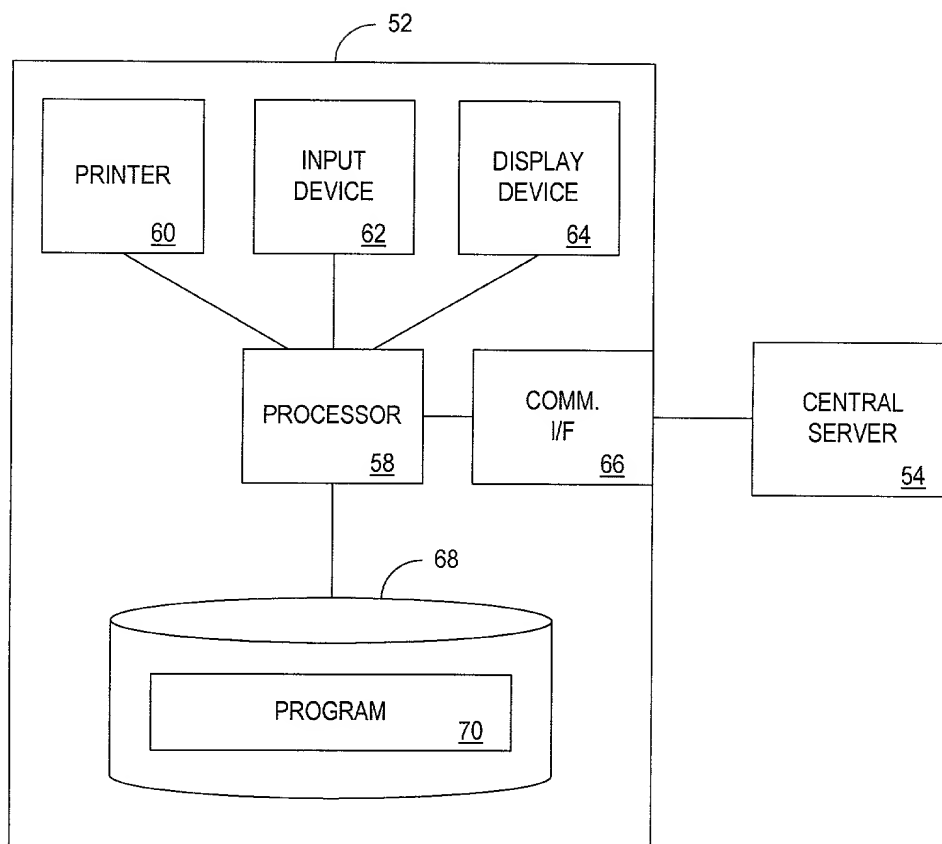 52
PRINTER
60
INPUT
DEVICE
62
DISPLAY
DEVICE
64
PROCESSOR
58
COMM.
I/F
66
CENTRAL
SERVER
54
68
PROGRAM
70